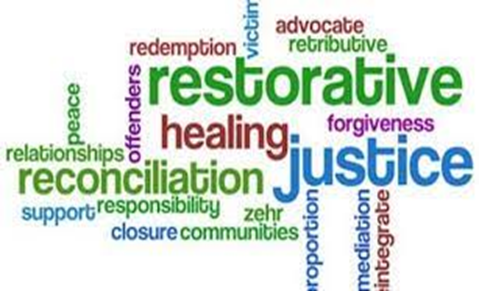 victim
advocate
redemption
retributive
restorative
peace
offenders
healing
forgiveness
relationships
justice
reconciliation
support
responsibility
zehr
closure
communities
proportion
mediation
reintegrate